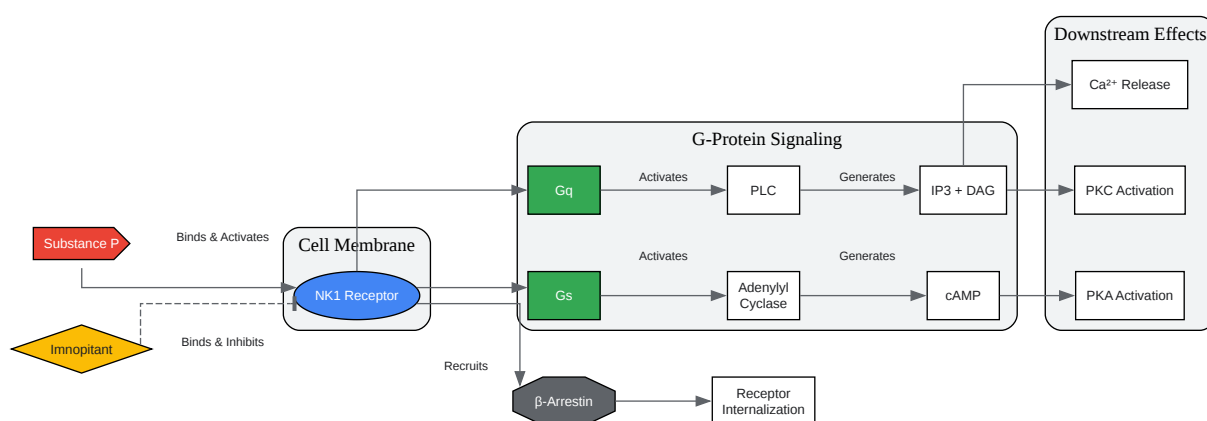 Downstream Effects
Ca²⁺ Release
G-Protein Signaling
Gq
Activates
PLC
Generates
IP3 + DAG
PKC Activation
Substance P
Binds & Activates
Cell Membrane
NK1 Receptor
Gs
Activates
Adenylyl
Cyclase
Generates
cAMP
PKA Activation
Imnopitant
Binds & Inhibits
Recruits
β-Arrestin
Receptor
Internalization